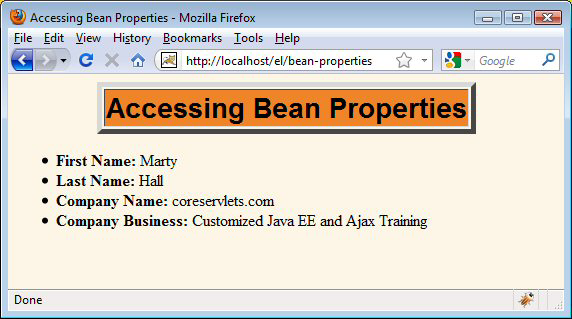 Accessing Bean Properties - Mozilla Firefox
File Edit View History Bookmarks Tools Help
http://localhost/el/bean-properties Google
Accessing Bean Properties
First Name: Marty
Last Name: Hall
Company Name: coreservlets.com
Company Business: Customized Java EE and Ajax Training
Done